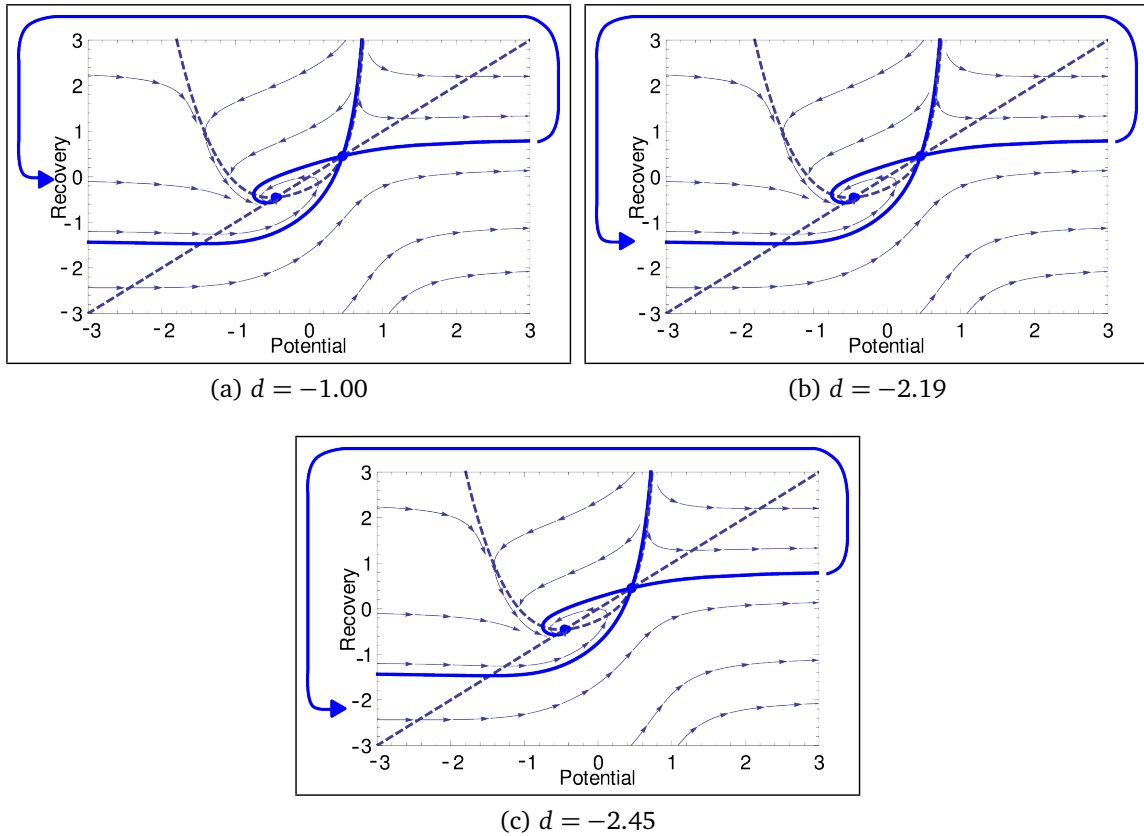 3
2
1
0
-1
-2
-3
Recovery
-3 -2 -1 0 1 2 3
Potential
(a) d = −1.00
3
2
1
0
-1
-2
-3
Recovery
-3 -2 -1 0 1 2 3
Potential
(b) d = −2.19
3
2
1
0
-1
-2
-3
Recovery
-3 -2 -1 0 1 2 3
Potential
(c) d = −2.45